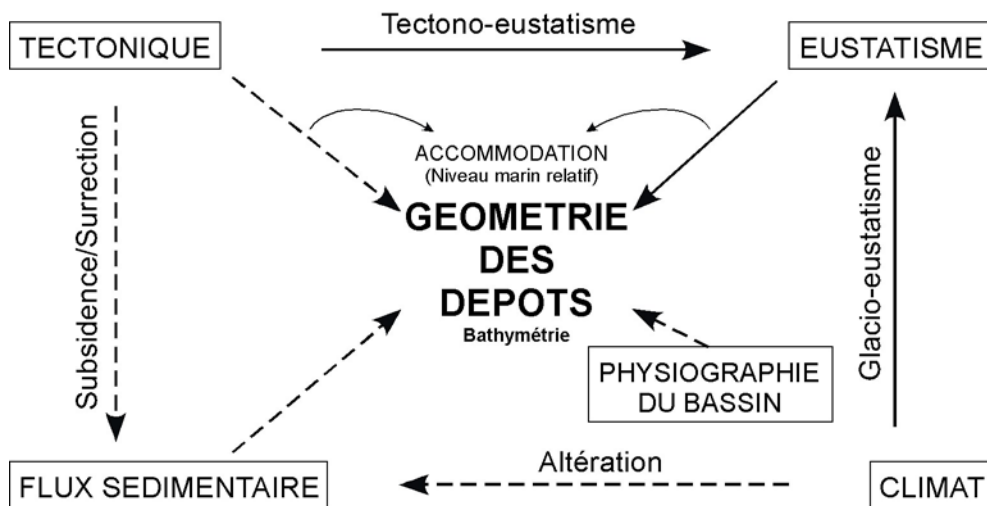 Tectono-eustatisme
TECTONIQUE
EUSTATISME
ACCOMMODATION
(Niveau marin relatif)
GEOMETRIE
DES
DEPOTS
Bathymétrie
Subsidence/Surrection
Glacio-eustatisme
PHYSIOGRAPHIE
DU BASSIN
Altération
FLUX SEDIMENTAIRE
CLIMAT